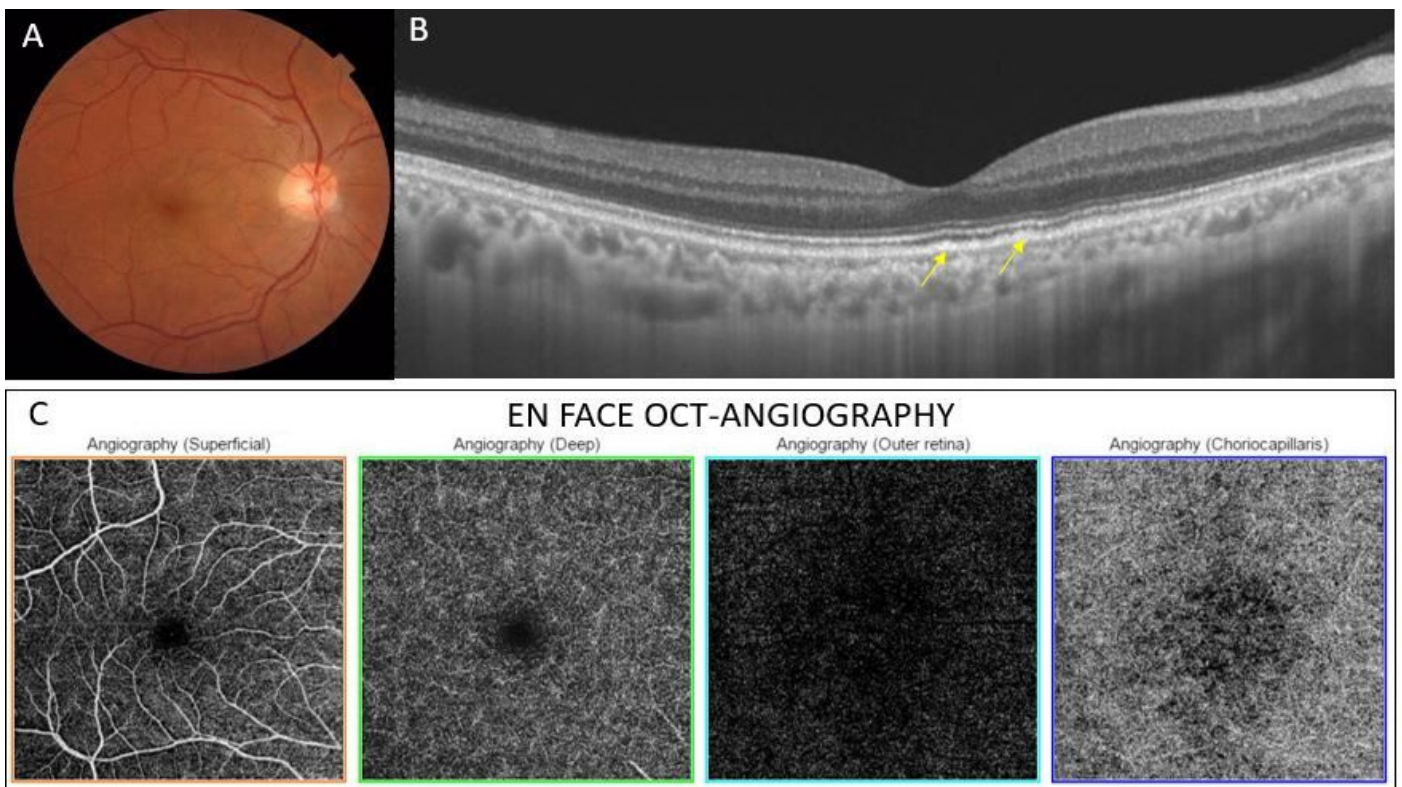 A
B
C
EN FACE OCT-ANGIOGRAPHY
Angiography (Superficial)
Angiography (Deep)
Angiography (Outer retina)
Angiography (Choriocapillaris)